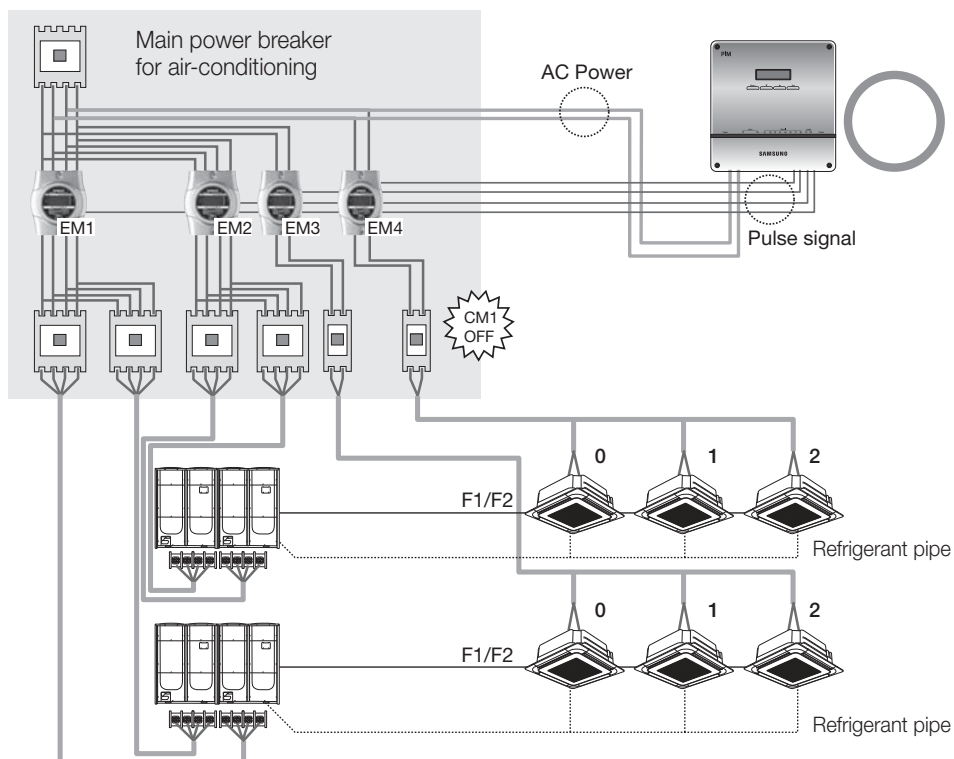 Main power breaker
for air-conditioning
AC Power
PIM
SAMSUNG
EM1
EM2
EM3
EM4
Pulse signal
CM1
OFF
0
1
2
F1/F2
Refrigerant pipe
0
1
2
F1/F2
Refrigerant pipe